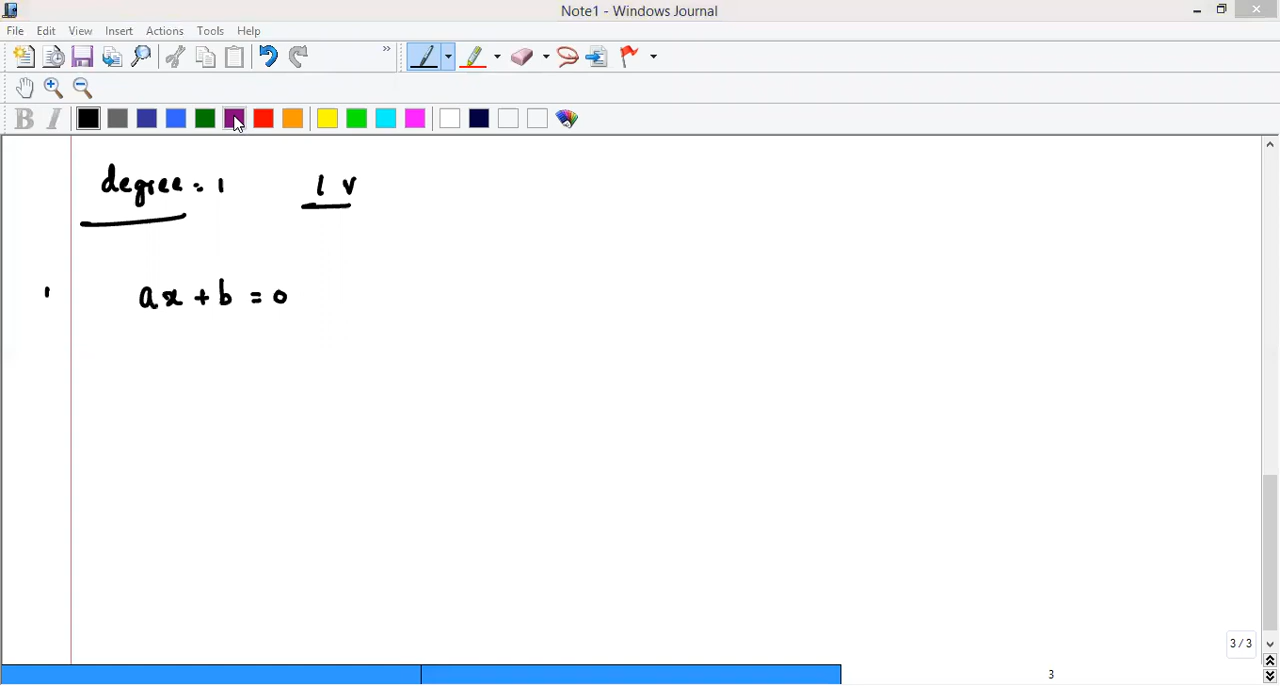 Note1 - Windows Journal
File Edit View Insert Actions Tools Help
»
B I
degree = 1 1 v
ax + b = 0
3 / 3
3